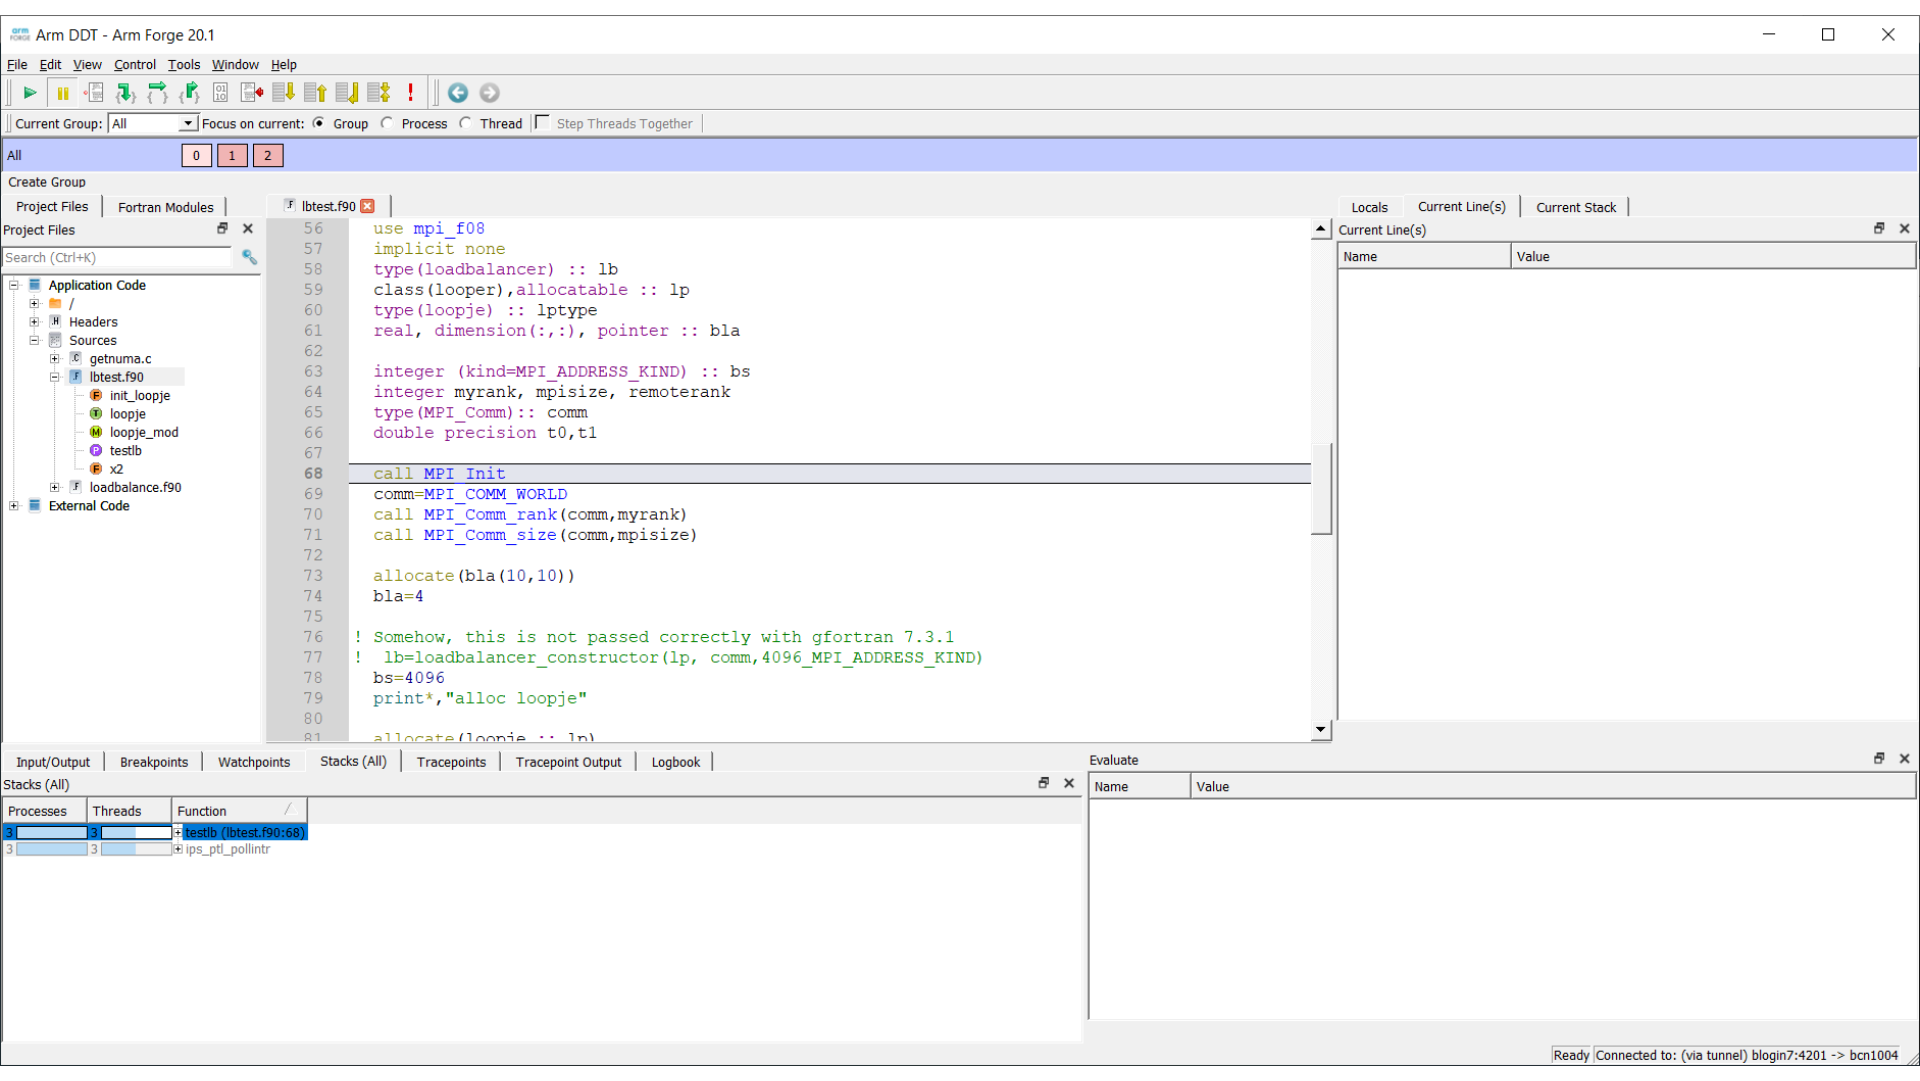 arm FORGE Arm DDT - Arm Forge 20.1
File Edit View Control Tools Window Help
01 10
Current Group: All Focus on current: Group Process Thread Step Threads Together
All 0 1 2
Create Group
Project Files Fortran Modules
Project Files
Search (Ctrl+K)
Application Code
/
H Headers
Sources
.C getnuma.c
F lbtest.f90
F init_loopje
T loopje
M loopje_mod
P testlb
F x2
.F loadbalance.f90
External Code
.F lbtest.f90
56 use mpi_f08
57 implicit none
58 type(loadbalancer) :: lb
59 class(looper),allocatable :: lp
60 type(loopje) :: lptype
61 real, dimension(:,:), pointer :: bla
62
63 integer (kind=MPI_ADDRESS_KIND) :: bs
64 integer myrank, mpisize, remoterank
65 type(MPI_Comm):: comm
66 double precision t0,t1
67
68 call MPI_Init
69 comm=MPI_COMM_WORLD
70 call MPI_Comm_rank(comm,myrank)
71 call MPI_Comm_size(comm,mpisize)
72
73 allocate(bla(10,10))
74 bla=4
75
76 ! Somehow, this is not passed correctly with gfortran 7.3.1
77 !  lb=loadbalancer_constructor(lp, comm,4096_MPI_ADDRESS_KIND)
78 bs=4096
79 print*,"alloc loopje"
80
81 allocate(loopje :: lp)
Locals Current Line(s) Current Stack
Current Line(s)
Name Value
Input/Output Breakpoints Watchpoints Stacks (All) Tracepoints Tracepoint Output Logbook
Stacks (All)
Processes Threads Function
3 3 testlb (lbtest.f90:68)
3 3 ips_ptl_pollintr
Evaluate
Name Value
Ready Connected to: (via tunnel) blogin7:4201 -> bcn1004